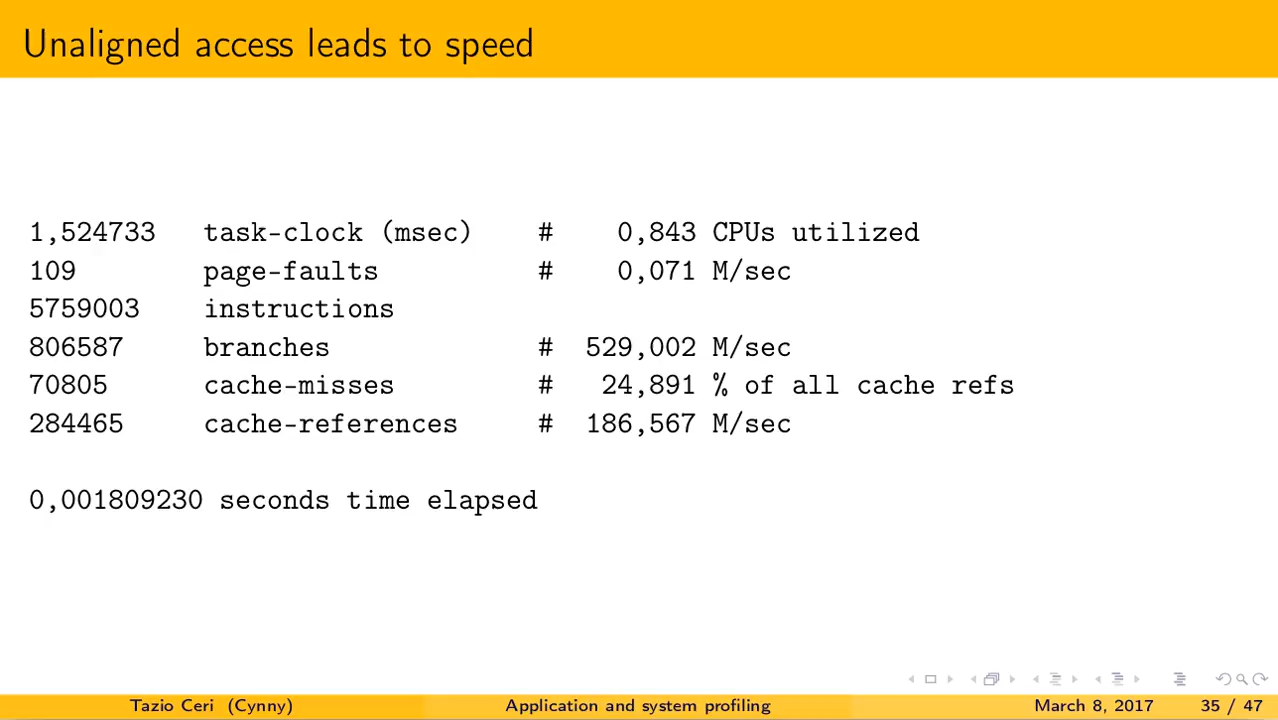 Unaligned access leads to speed
1,524733 task-clock (msec) # 0,843 CPUs utilized
109 page-faults # 0,071 M/sec
5759003 instructions
806587 branches # 529,002 M/sec
70805 cache-misses # 24,891 % of all cache refs
284465 cache-references # 186,567 M/sec
0,001809230 seconds time elapsed
Tazio Ceri (Cynny) Application and system profiling March 8, 2017 35 / 47